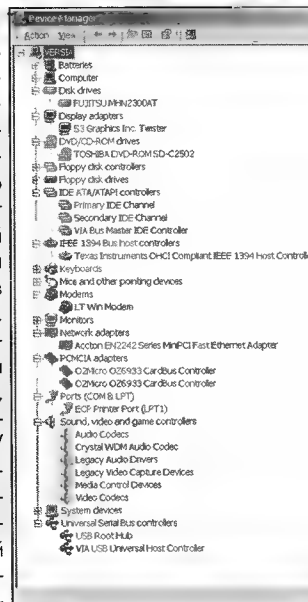 Device Manager
Action View
VERSA
Batteries
Computer
Disk drives
FUJITSU MHN2300AT
Display adapters
S3 Graphics Inc. Twister
DVD/CD-ROM drives
TOSHIBA DVD-ROM SD-C2502
Floppy disk controllers
Floppy disk drives
IDE ATA/ATAPI controllers
Primary IDE Channel
Secondary IDE Channel
VIA Bus Master IDE Controller
IEEE 1394 Bus host controllers
Texas Instruments OHCI Compliant IEEE 1394 Host Controlle
Keyboards
Mice and other pointing devices
Modems
LT Win Modem
Monitors
Network adapters
Accton EN2242 Series MiniPCI Fast Ethernet Adapter
PCMCIA adapters
O2Micro OZ6933 CardBus Controller
O2Micro OZ6933 CardBus Controller
Ports (COM & LPT)
ECP Printer Port (LPT1)
Sound, video and game controllers
Audio Codecs
Crystal WDM Audio Codec
Legacy Audio Drivers
Legacy Video Capture Devices
Media Control Devices
Video Codecs
System devices
Universal Serial Bus controllers
USB Root Hub
VIA USB Universal Host Controller